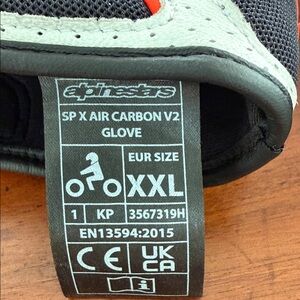 alpinestars
SP X AIR CARBON V2
GLOVE
EUR SIZE
XXL
1 KP 3567319H
EN13594:2015
CE UK
CA
i